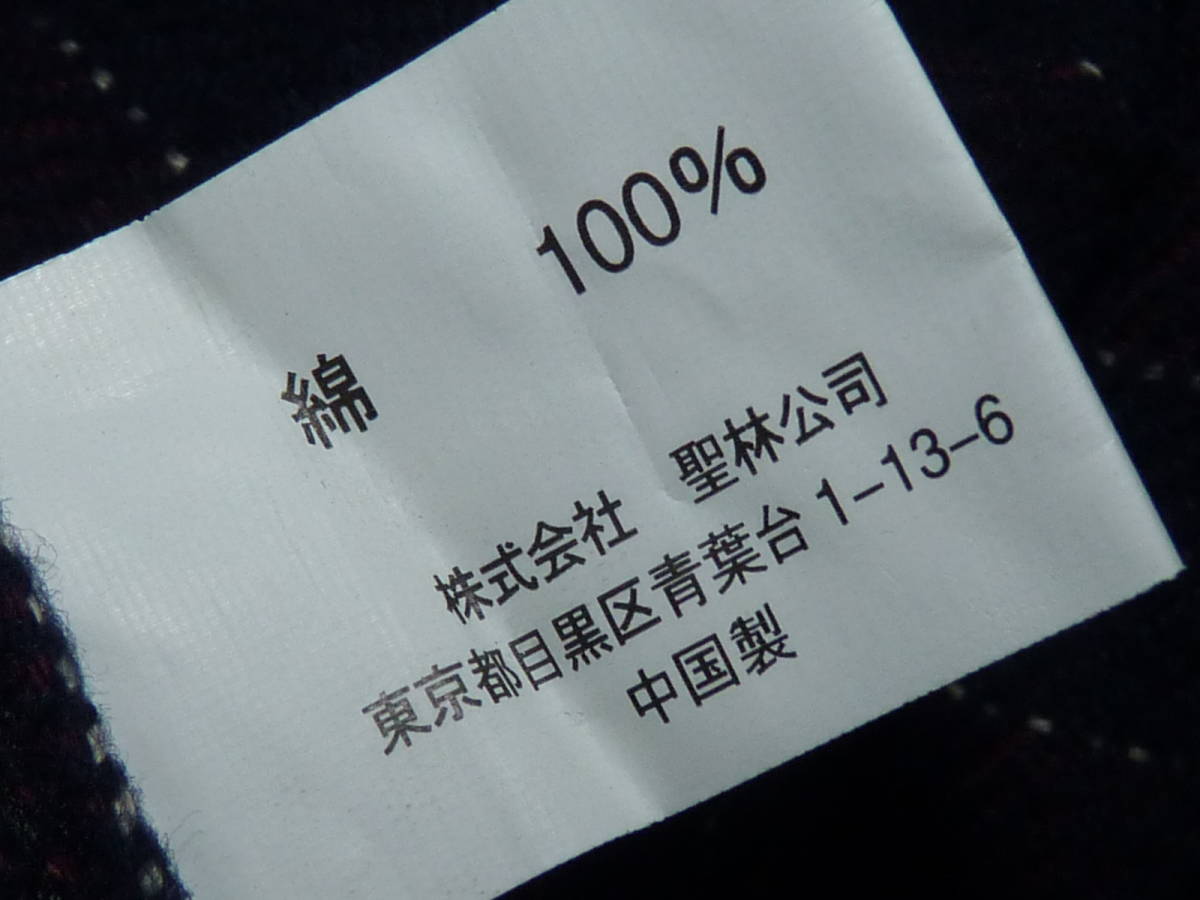 綿 100%
株式会社 聖林公司
東京都目黒区青葉台1-13-6
中国製